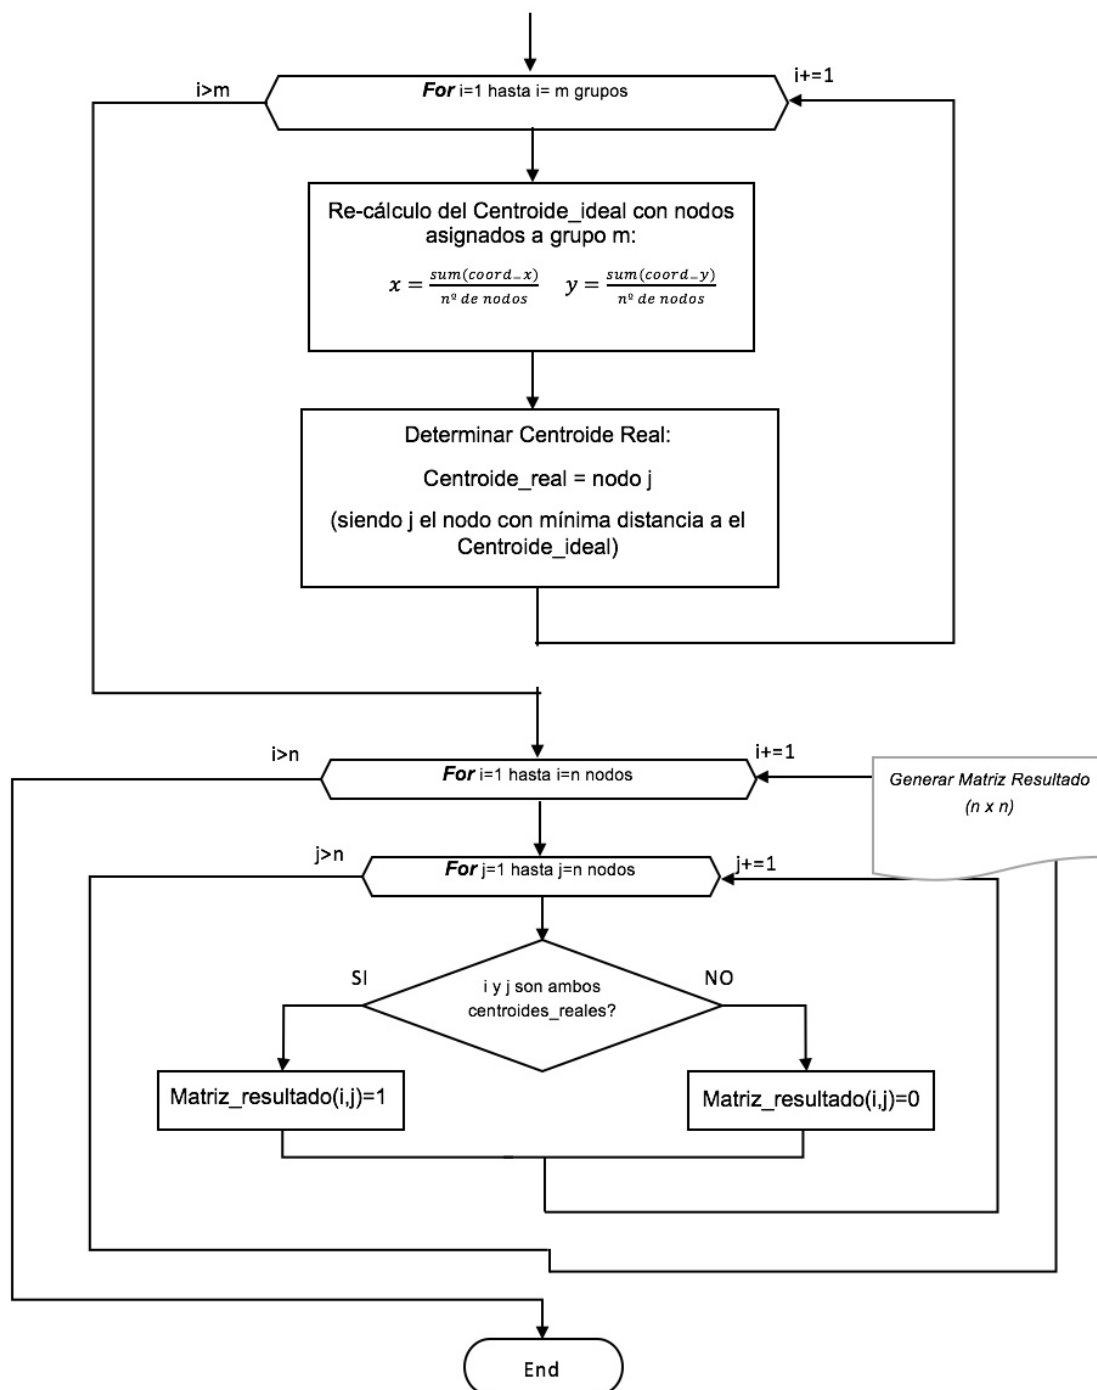 i>m
i+=1
For i=1 hasta i= m grupos
Re-cálculo del Centroide_ideal con nodos
asignados a grupo m:
x = sum(coord_x) / nº de nodos y = sum(coord_y) / nº de nodos
Determinar Centroide Real:
Centroide_real = nodo j
(siendo j el nodo con mínima distancia a el
Centroide_ideal)
i>n
i+=1
For i=1 hasta i=n nodos
Generar Matriz Resultado
(n x n)
j>n
j+=1
For j=1 hasta j=n nodos
SI
NO
i y j son ambos
centroides_reales?
Matriz_resultado(i,j)=1
Matriz_resultado(i,j)=0
End